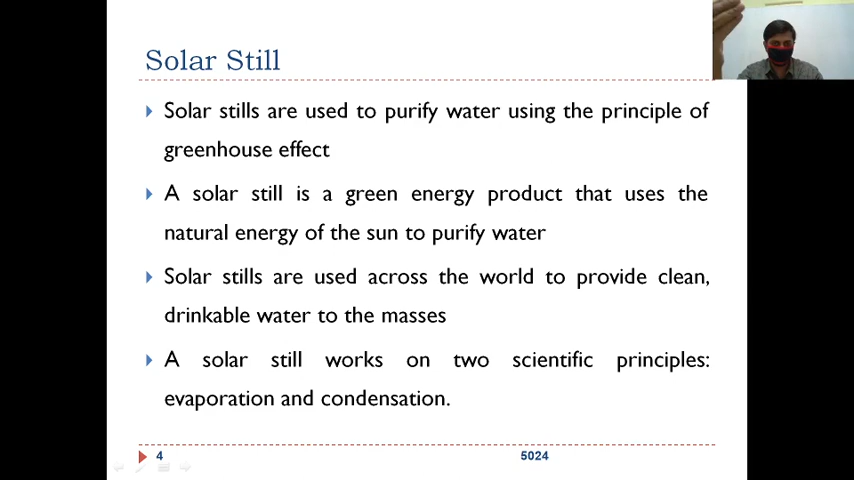 Solar Still
Solar stills are used to purify water using the principle of
greenhouse effect
A solar still is a green energy product that uses the
natural energy of the sun to purify water
Solar stills are used across the world to provide clean,
drinkable water to the masses
A solar still works on two scientific principles:
evaporation and condensation.
4
5024